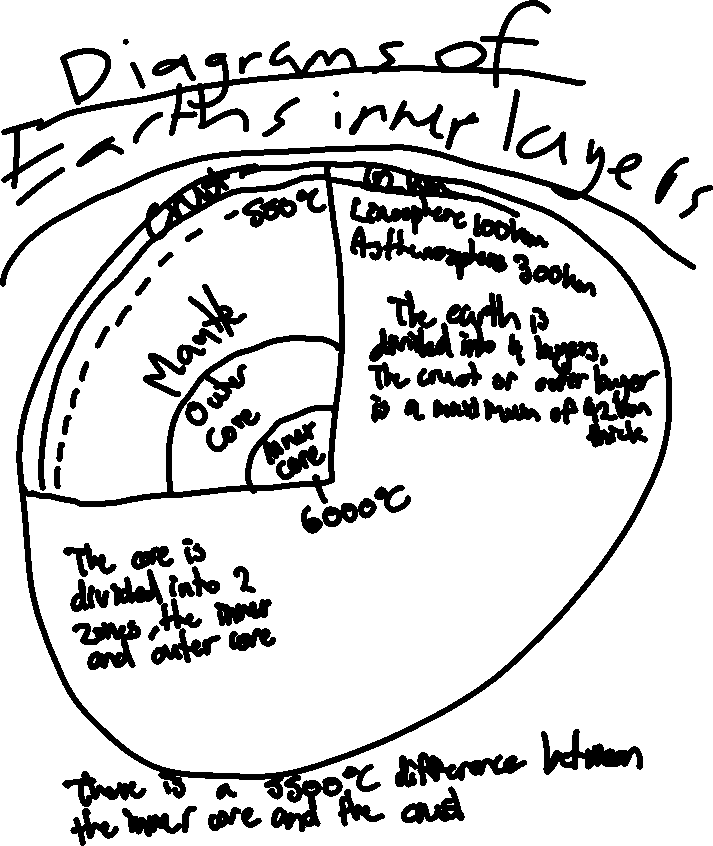 Diagrams of
Earths inner layers
Crust
500°C
100km
Asthenosphere 300km
Mantle
Outer
Core
Inner
core
6000°C
The earth is
divided into 4 layers.
The crust or outer layer
is a maximum of 42km
thick
The core is
divided into 2
zones, the inner
and outer core
There is a 5500°C difference between
the inner core and the crust